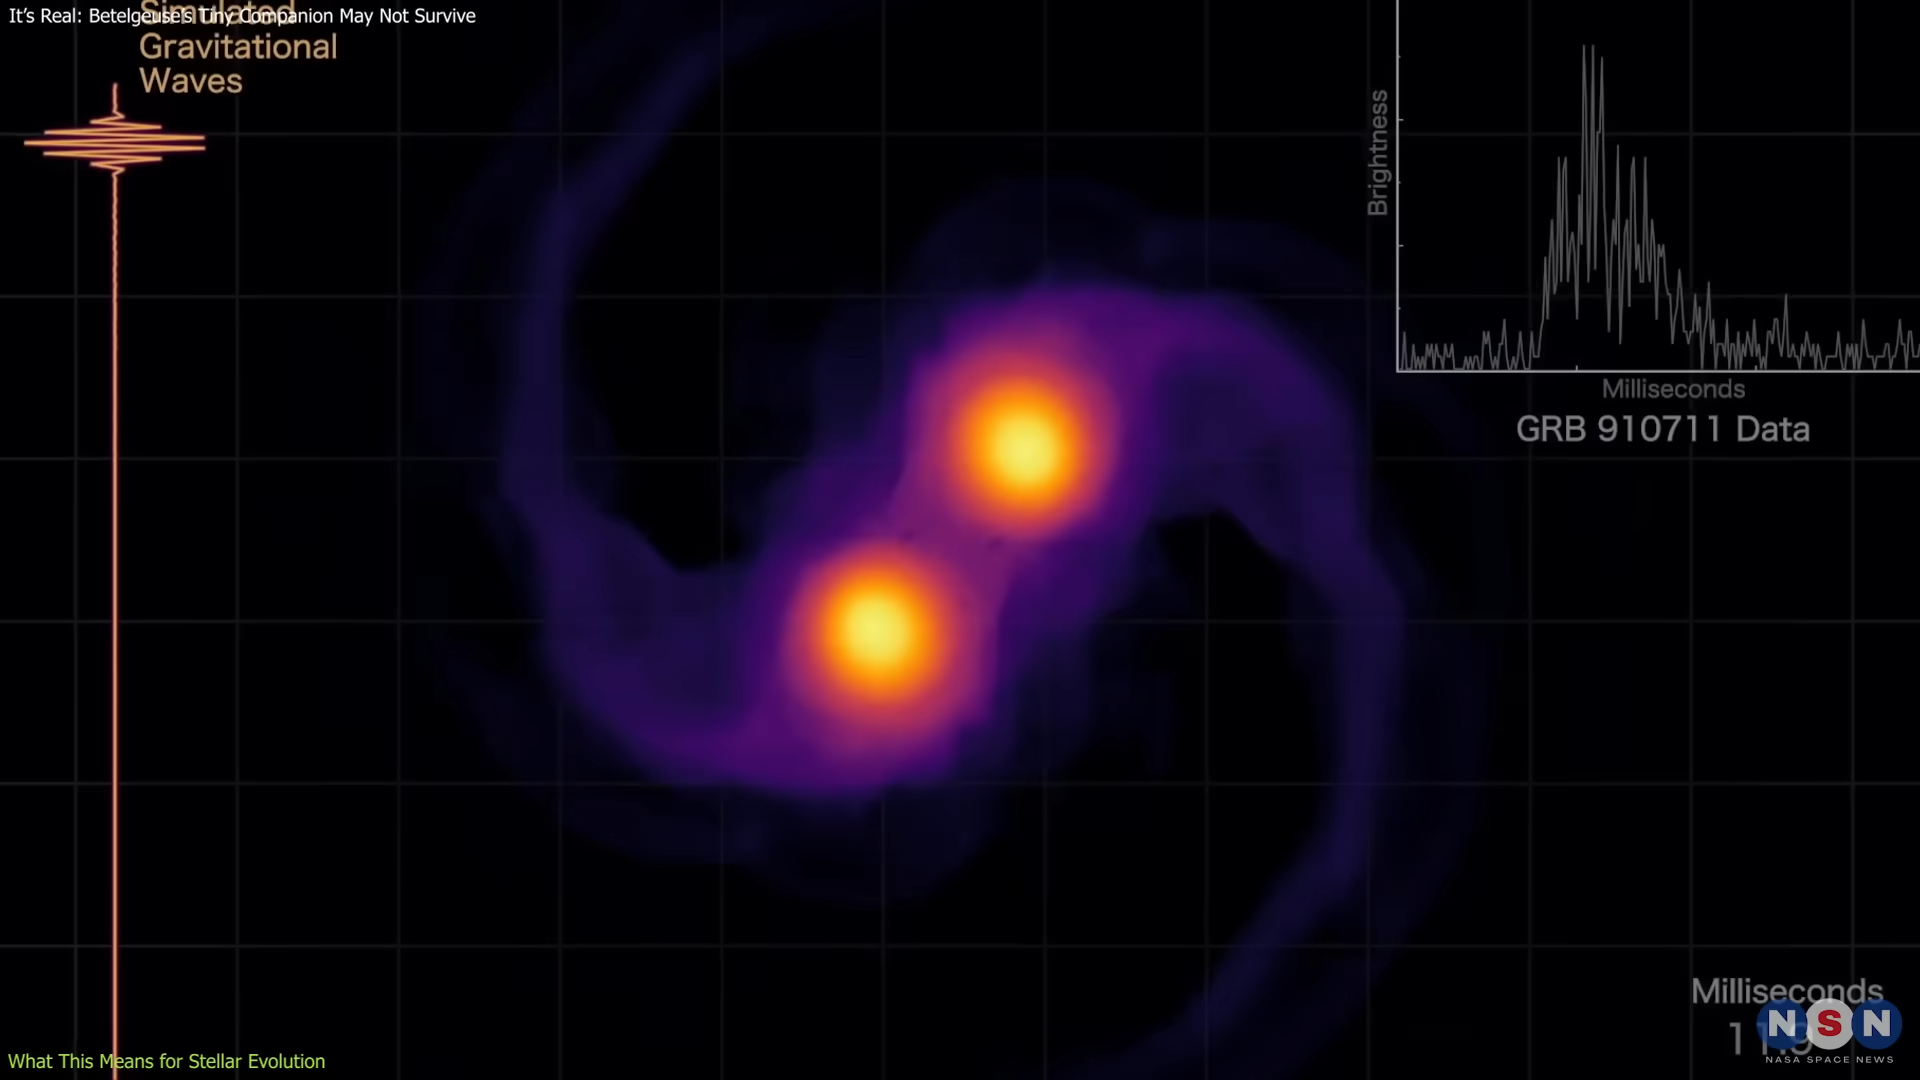 It's Real: Betelgeuse's Tiny Companion May Not Survive
Simulated
Gravitational
Waves
Brightness
Milliseconds
GRB 910711 Data
Milliseconds
NSN
NASA SPACE NEWS
What This Means for Stellar Evolution